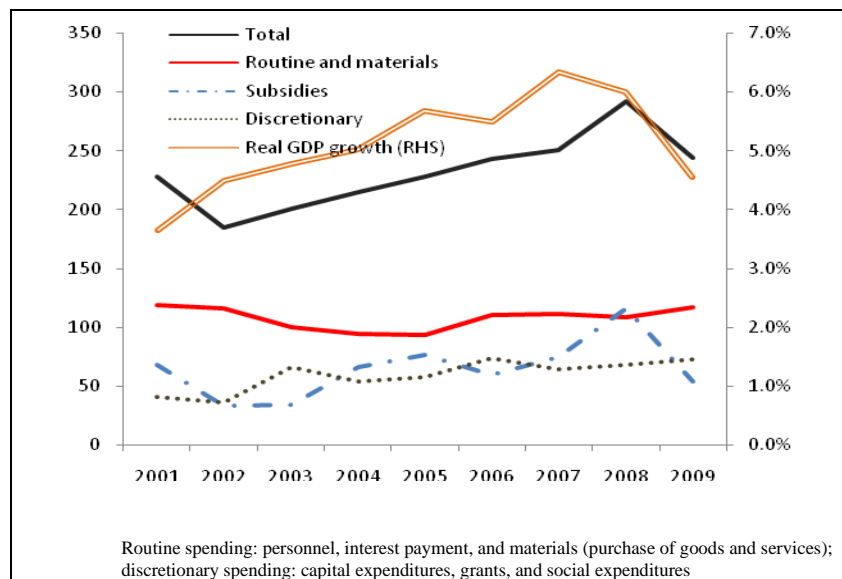 350
300
250
200
150
100
50
0
Total
Routine and materials
Subsidies
Discretionary
Real GDP growth (RHS)
7.0%
6.0%
5.0%
4.0%
3.0%
2.0%
1.0%
0.0%
2001 2002 2003 2004 2005 2006 2007 2008 2009
Routine spending: personnel, interest payment, and materials (purchase of goods and services);
discretionary spending: capital expenditures, grants, and social expenditures